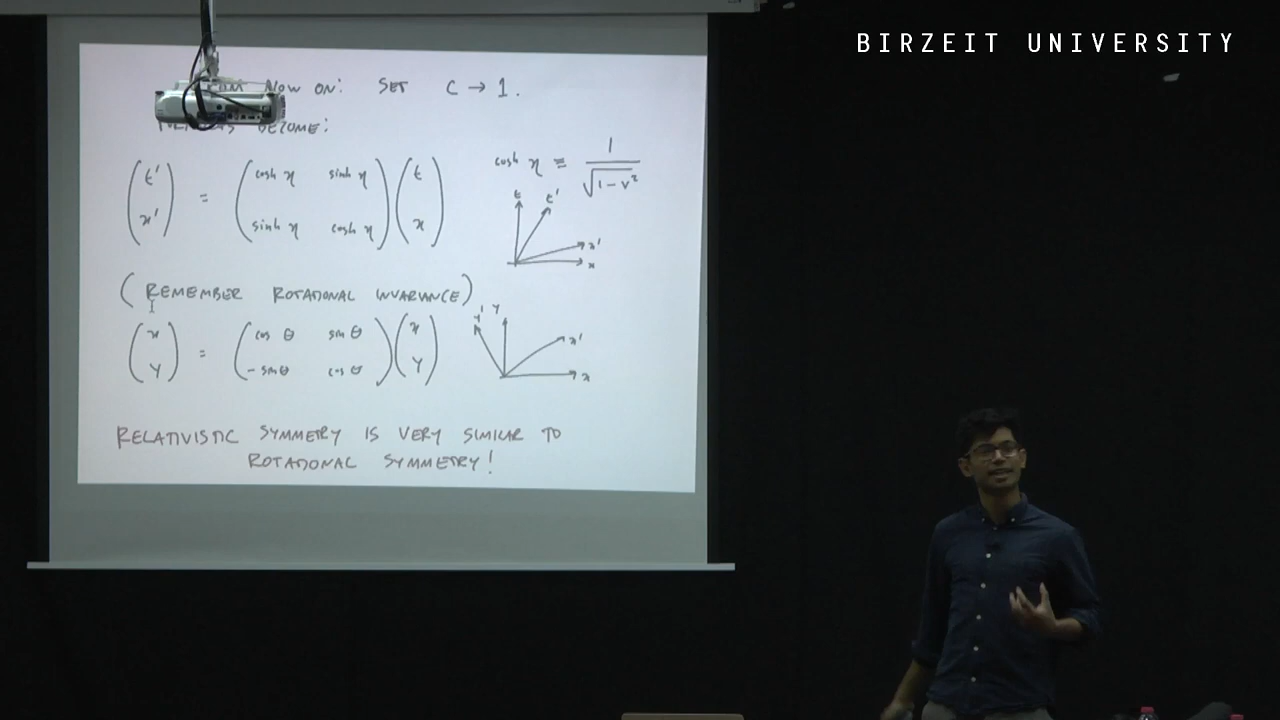 BIRZEIT UNIVERSITY
NOW ON: SET C → 1.
BECOME:
(t' x') = (cosh η sinh η sinh η cosh η) (t x)
cosh η ≡ 1 / √1 - v²
t t' x' x
(REMEMBER ROTATIONAL INVARIANCE)
(x y) = (cos θ sin θ - sin θ cos θ) (x y)
y' y x' x
RELATIVISTIC SYMMETRY IS VERY SIMILAR TO
ROTATIONAL SYMMETRY!